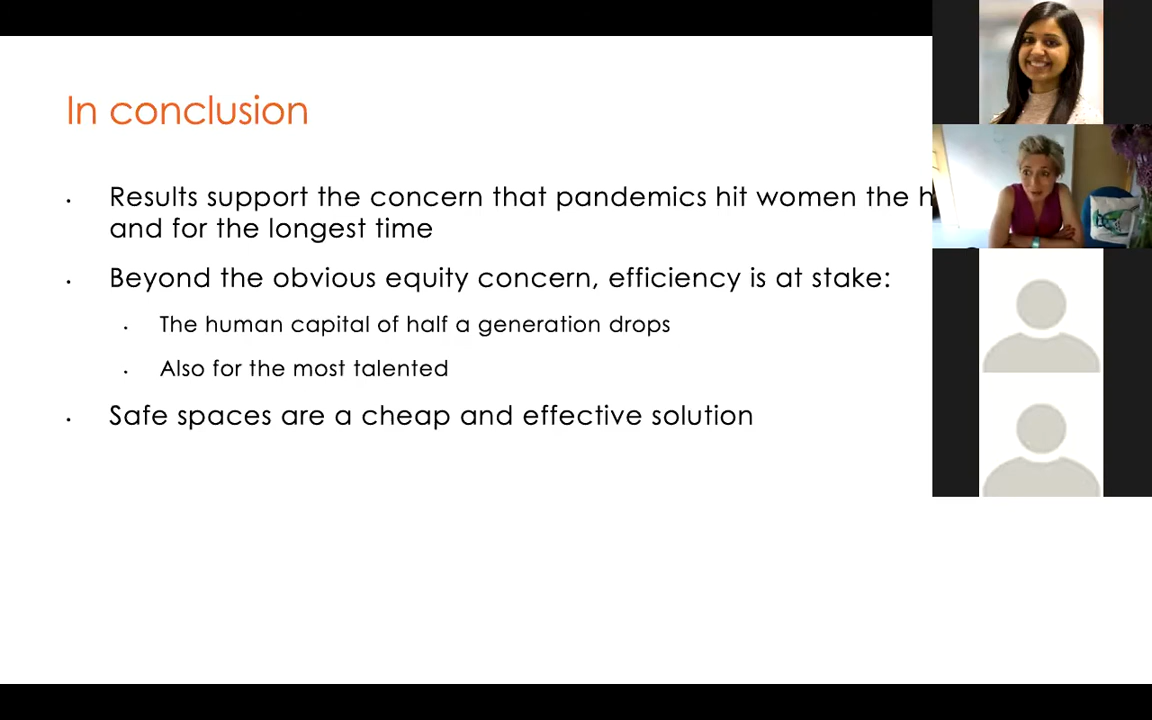 In conclusion
Results support the concern that pandemics hit women the
and for the longest time
Beyond the obvious equity concern, efficiency is at stake:
The human capital of half a generation drops
Also for the most talented
Safe spaces are a cheap and effective solution